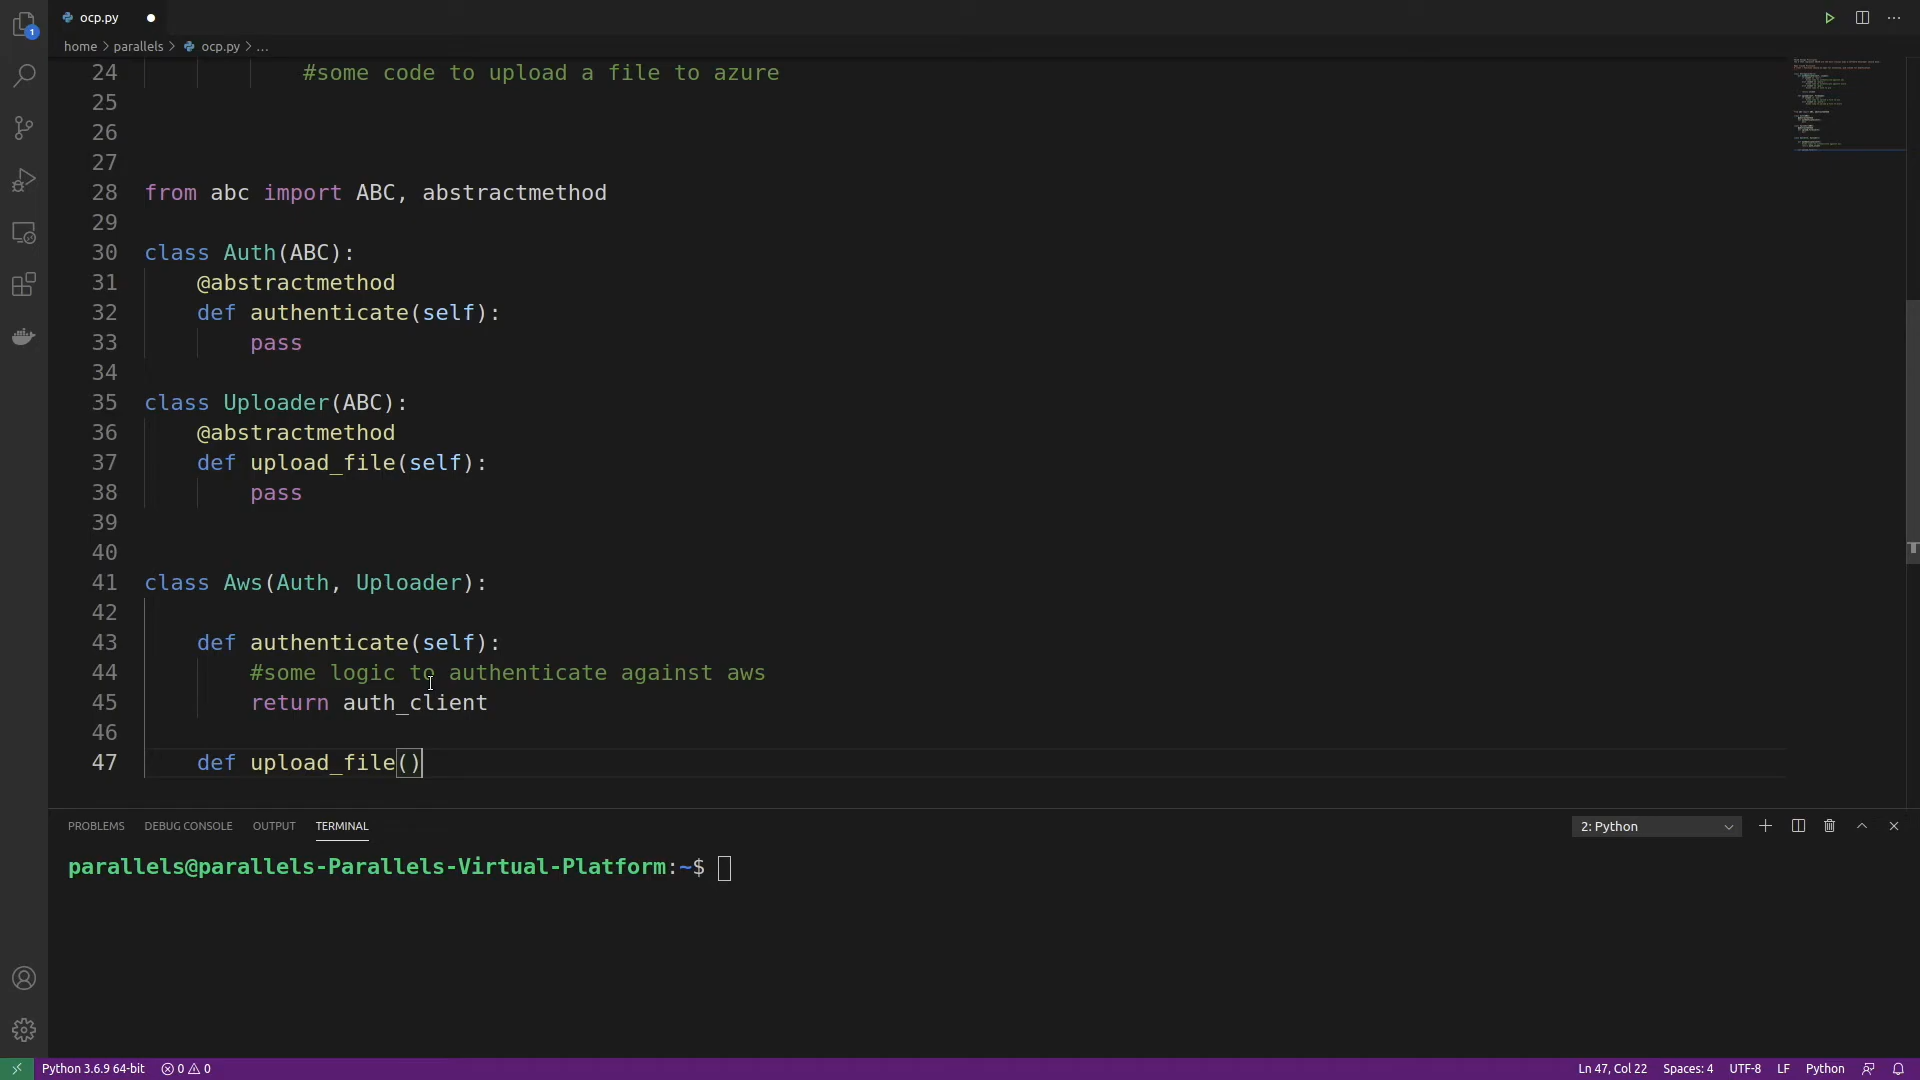 ocp.py
home > parallels > ocp.py > ...
24 #some code to upload a file to azure
25
26
27
28 from abc import ABC, abstractmethod
29
30 class Auth(ABC):
31     @abstractmethod
32     def authenticate(self):
33         pass
34
35 class Uploader(ABC):
36     @abstractmethod
37     def upload_file(self):
38         pass
39
40
41 class Aws(Auth, Uploader):
42
43     def authenticate(self):
44         #some logic to authenticate against aws
45         return auth_client
46
47     def upload_file()
PROBLEMS DEBUG CONSOLE OUTPUT TERMINAL 2: Python
parallels@parallels-Parallels-Virtual-Platform:~$
1
Python 3.6.9 64-bit 0 0 Ln 47, Col 22 Spaces: 4 UTF-8 LF Python